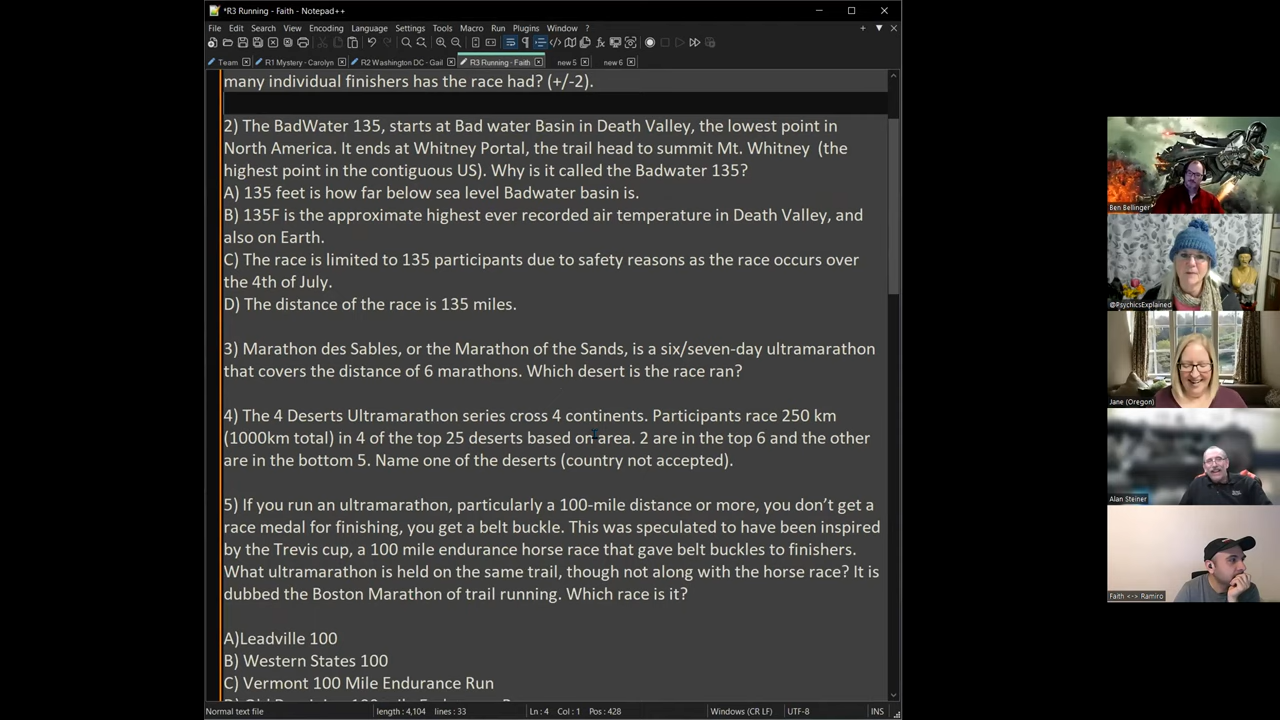 *R3 Running - Faith - Notepad++
File Edit Search View Encoding Language Settings Tools Macro Run Plugins Window ?
Team R1 Mystery - Carolyn R2 Washington DC - Gail R3 Running - Faith new 5 new 6
many individual finishers has the race had? (+/-2).
2) The BadWater 135, starts at Bad water Basin in Death Valley, the lowest point in
North America. It ends at Whitney Portal, the trail head to summit Mt. Whitney (the
highest point in the contiguous US). Why is it called the Badwater 135?
A) 135 feet is how far below sea level Badwater basin is.
B) 135F is the approximate highest ever recorded air temperature in Death Valley, and
also on Earth.
C) The race is limited to 135 participants due to safety reasons as the race occurs over
the 4th of July.
D) The distance of the race is 135 miles.
3) Marathon des Sables, or the Marathon of the Sands, is a six/seven-day ultramarathon
that covers the distance of 6 marathons. Which desert is the race ran?
4) The 4 Deserts Ultramarathon series cross 4 continents. Participants race 250 km
(1000km total) in 4 of the top 25 deserts based on area. 2 are in the top 6 and the other
are in the bottom 5. Name one of the deserts (country not accepted).
5) If you run an ultramarathon, particularly a 100-mile distance or more, you don’t get a
race medal for finishing, you get a belt buckle. This was speculated to have been inspired
by the Trevis cup, a 100 mile endurance horse race that gave belt buckles to finishers.
What ultramarathon is held on the same trail, though not along with the horse race? It is
dubbed the Boston Marathon of trail running. Which race is it?
A)Leadville 100
B) Western States 100
C) Vermont 100 Mile Endurance Run
Normal text file length : 4,104 lines : 33 Ln : 4 Col : 1 Pos : 428 Windows (CR LF) UTF-8 INS
Ben Bellinger
@PsychicsExplained
Jane (Oregon)
Alan Steiner
Faith <-> Ramiro